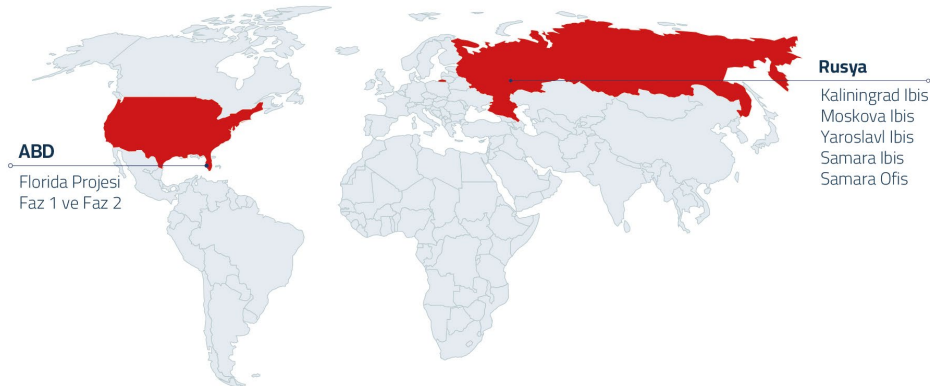 ABD
Florida Projesi
Faz 1 ve Faz 2
Rusya
Kaliningrad Ibis
Moskova Ibis
Yaroslavl Ibis
Samara Ibis
Samara Ofis